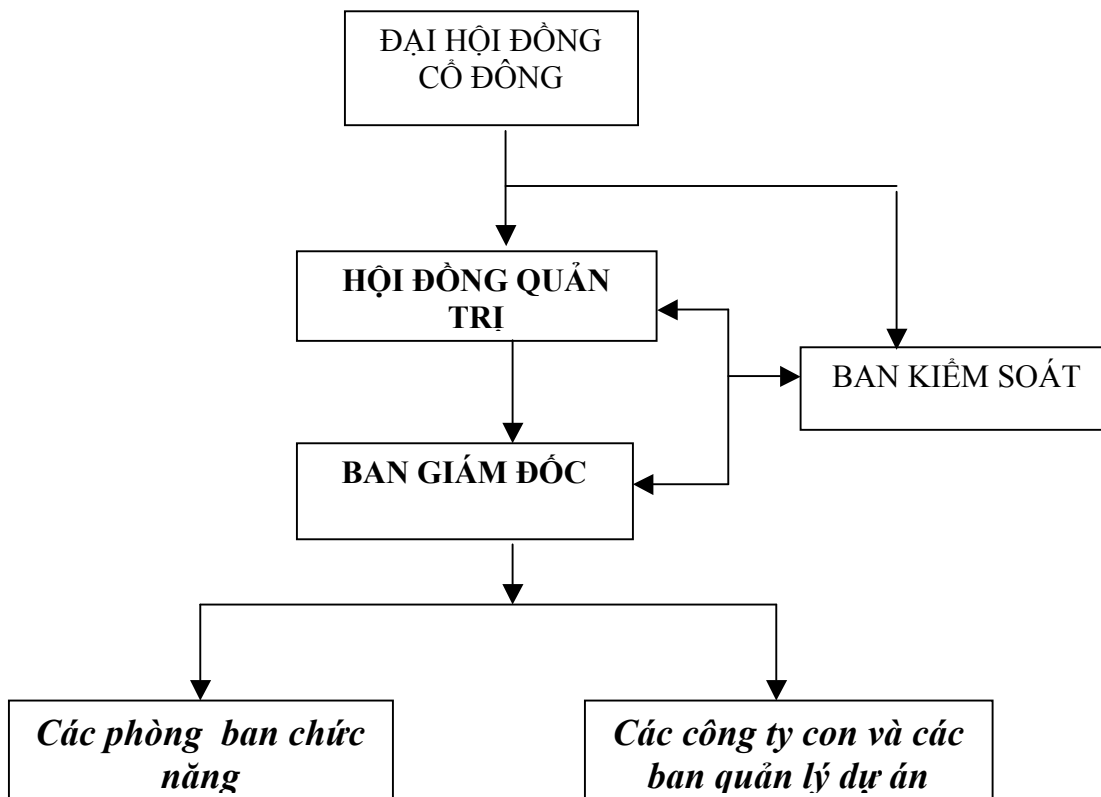 ĐẠI HỘI ĐỒNG
CỔ ĐÔNG
HỘI ĐỒNG QUẢN
TRỊ
BAN KIỂM SOÁT
BAN GIÁM ĐỐC
Các phòng ban chức
năng
Các công ty con và các
ban quản lý dự án